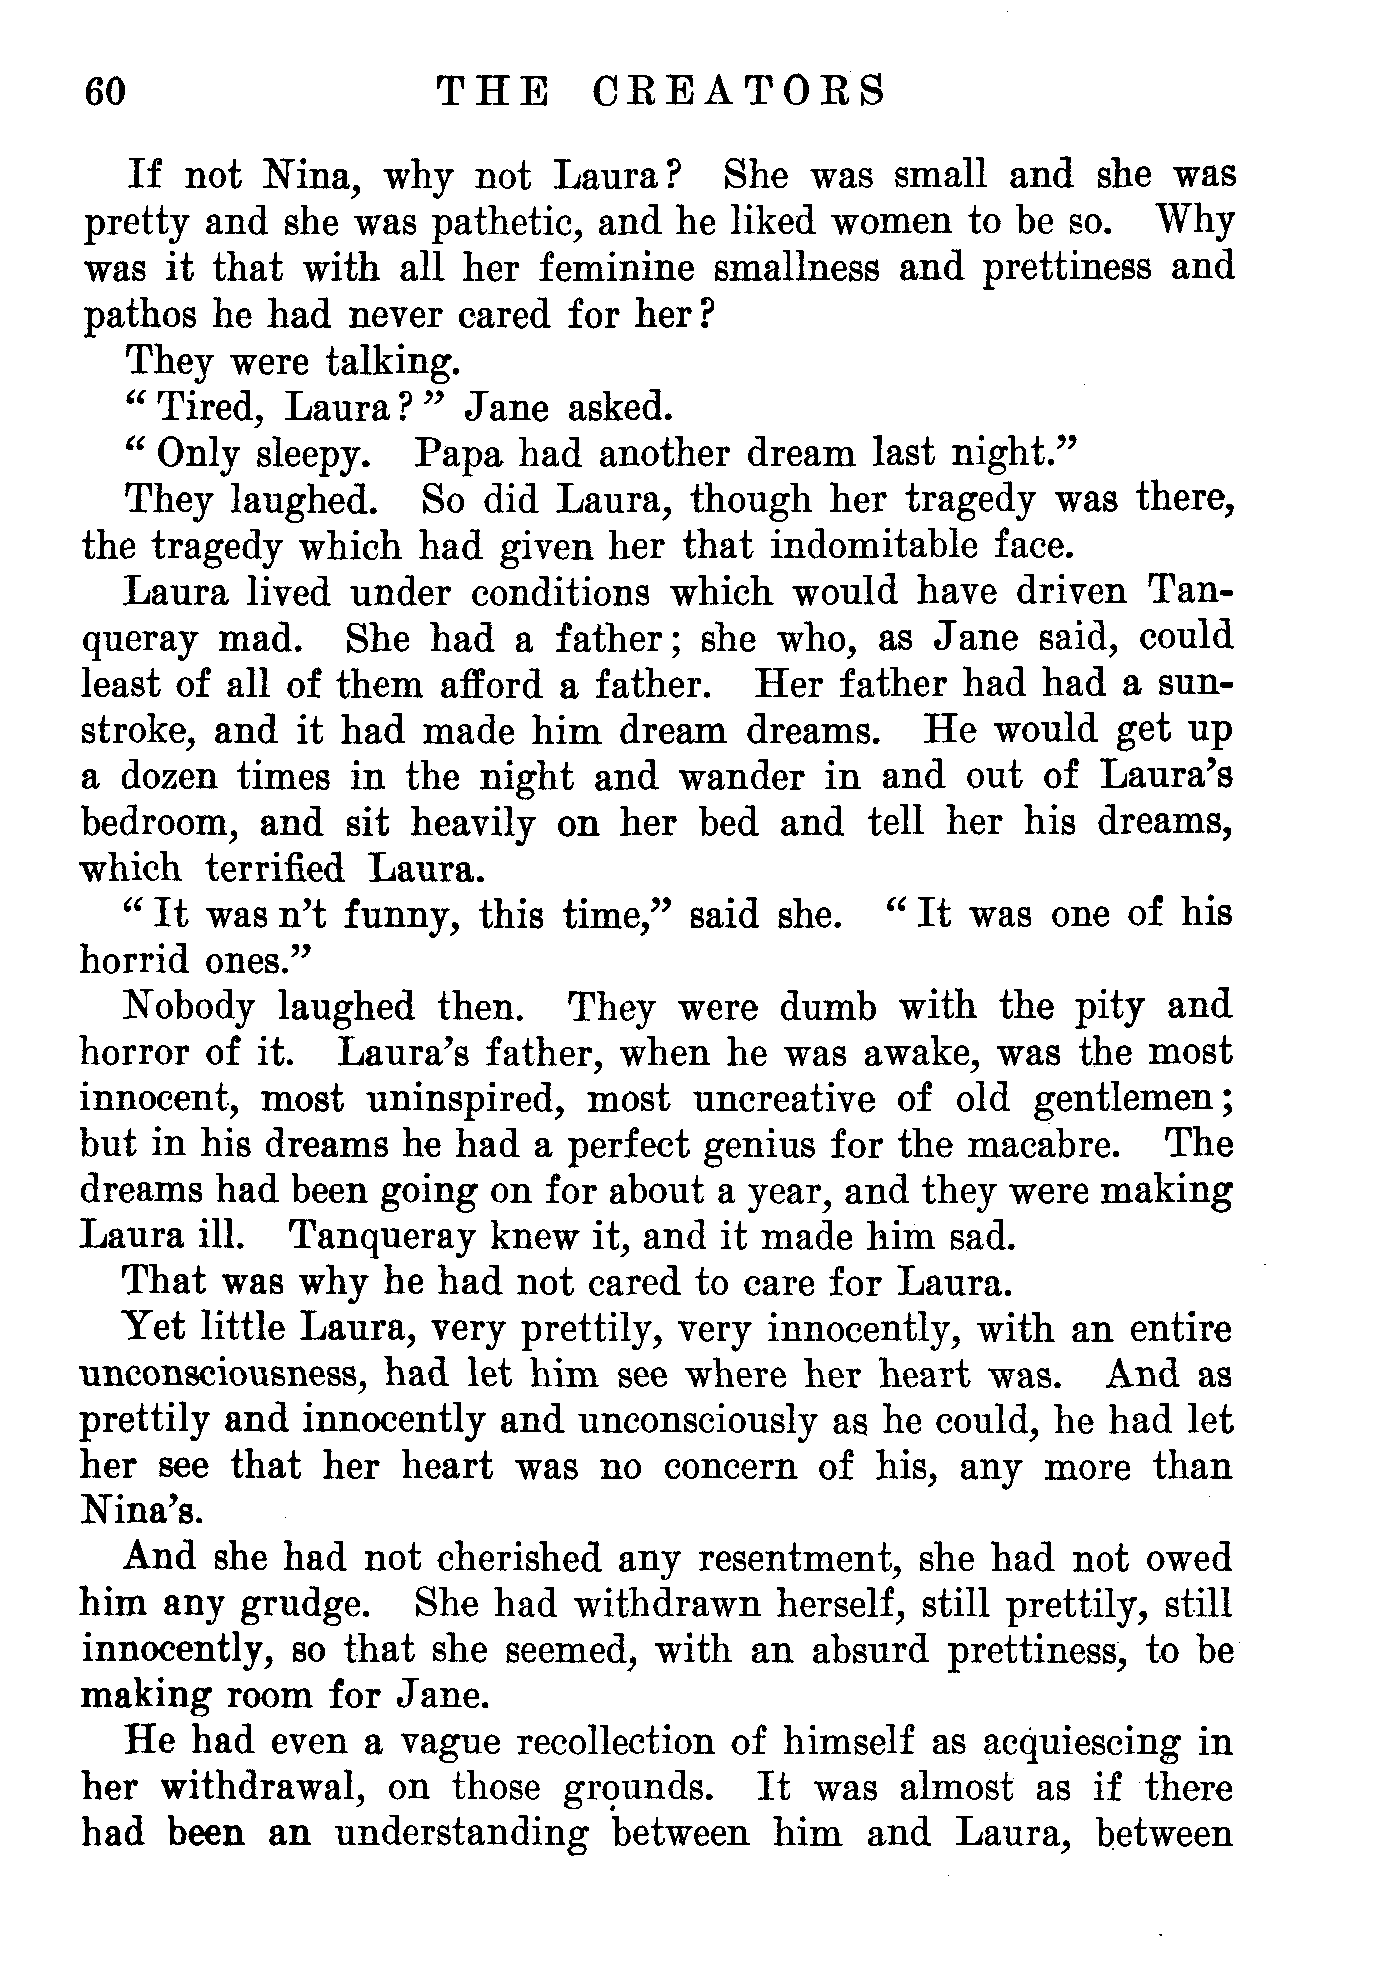 60 THE CREATORS
If not Nina, why not Laura? She was small and she was
pretty and she was pathetic, and he liked women to be so. Why
was it that with all her feminine smallness and prettiness and
pathos he had never cared for her?
They were talking.
“Tired, Laura?” Jane asked.
“Only sleepy. Papa had another dream last night.”
They laughed. So did Laura, though her tragedy was there,
the tragedy which had given her that indomitable face.
Laura lived under conditions which would have driven Tan-
queray mad. She had a father; she who, as Jane said, could
least of all of them afford a father. Her father had had a sun-
stroke, and it had made him dream dreams. He would get up
a dozen times in the night and wander in and out of Laura’s
bedroom, and sit heavily on her bed and tell her his dreams,
which terrified Laura.
“It was n’t funny, this time,” said she. “It was one of his
horrid ones.”
Nobody laughed then. They were dumb with the pity and
horror of it. Laura’s father, when he was awake, was the most
innocent, most uninspired, most uncreative of old gentlemen;
but in his dreams he had a perfect genius for the macabre. The
dreams had been going on for about a year, and they were making
Laura ill. Tanqueray knew it, and it made him sad.
That was why he had not cared to care for Laura.
Yet little Laura, very prettily, very innocently, with an entire
unconsciousness, had let him see where her heart was. And as
prettily and innocently and unconsciously as he could, he had let
her see that her heart was no concern of his, any more than
Nina’s.
And she had not cherished any resentment, she had not owed
him any grudge. She had withdrawn herself, still prettily, still
innocently, so that she seemed, with an absurd prettiness, to be
making room for Jane.
He had even a vague recollection of himself as acquiescing in
her withdrawal, on those grounds. It was almost as if there
had been an understanding between him and Laura, between